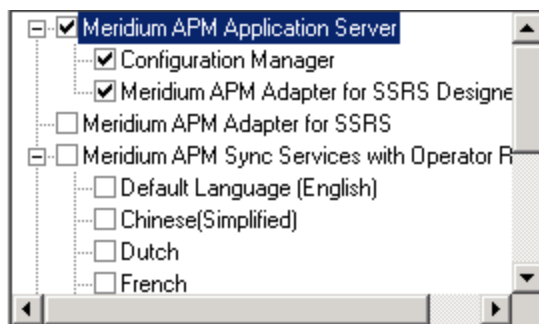 Meridium APM Application Server
Configuration Manager
Meridium APM Adapter for SSRS Designe
Meridium APM Adapter for SSRS
Meridium APM Sync Services with Operator R
Default Language (English)
Chinese(Simplified)
Dutch
French